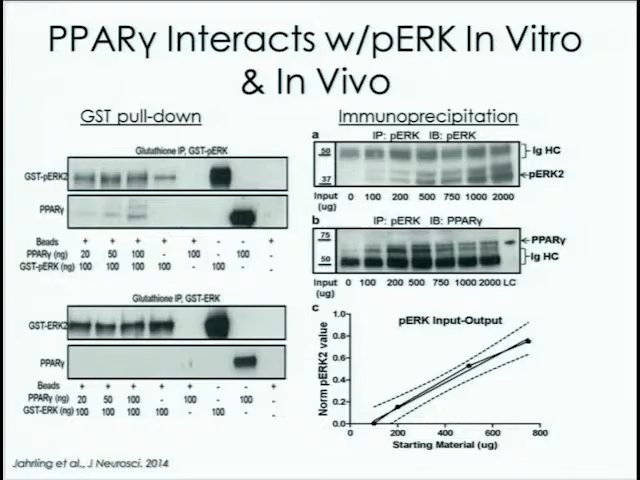 PPARγ Interacts w/pERK In Vitro
& In Vivo
GST pull-down
Glutathione IP, GST-pERK
GST-pERK2
PPARγ
Beads + + + + - - - +
PPARγ (ng) 20 50 100 - 100 - 100 -
GST-pERK (ng) 100 100 100 100 - 100 - -
Glutathione IP, GST-ERK
GST-ERK2
PPARγ
Beads + + + + + - - +
PPARγ (ng) 20 50 100 - 100 - 100 -
GST-ERK (ng) 100 100 100 100 - 100 - -
Immunoprecipitation
a
IP: pERK IB: pERK
50
37
Ig HC
pERK2
Input 0 100 200 500 750 1000 2000
(ug)
b
IP: pERK IB: PPARγ
75
50
PPARγ
Ig HC
Input 0 100 200 500 750 1000 2000 LC
(ug)
c
pERK Input-Output
Norm pERK2 value
1.0
0.8
0.6
0.4
0.2
0
0 200 400 600 800
Starting Material (ug)
Jahrling et al., J Neurosci. 2014